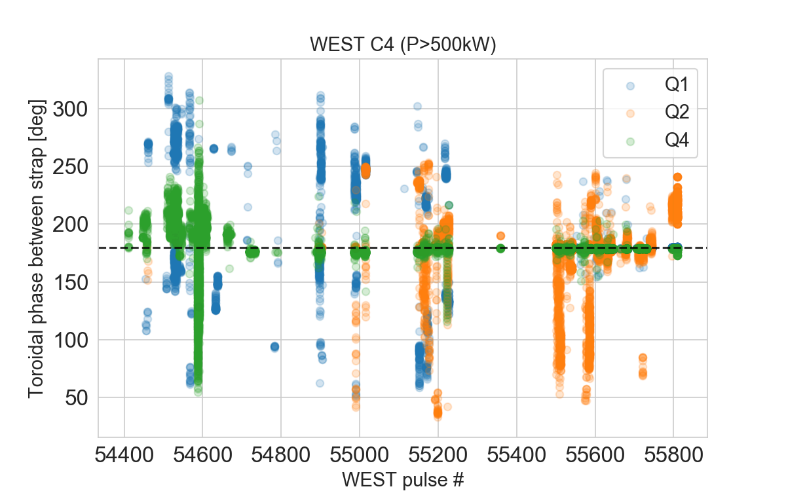 WEST C4 (P>500kW)
Toroidal phase between strap [deg]
300
250
200
150
100
50
Q1
Q2
Q4
54400 54600 54800 55000 55200 55400 55600 55800
WEST pulse #